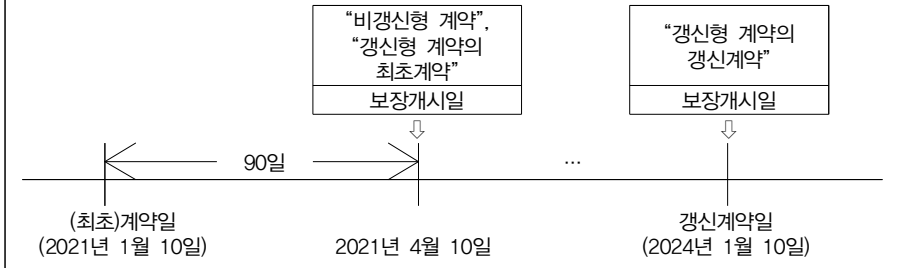 “비갱신형 계약”,
“갱신형 계약의
최초계약”
보장개시일
“갱신형 계약의
갱신계약”
보장개시일
90일
...
(최초)계약일
(2021년 1월 10일)
2021년 4월 10일
갱신계약일
(2024년 1월 10일)